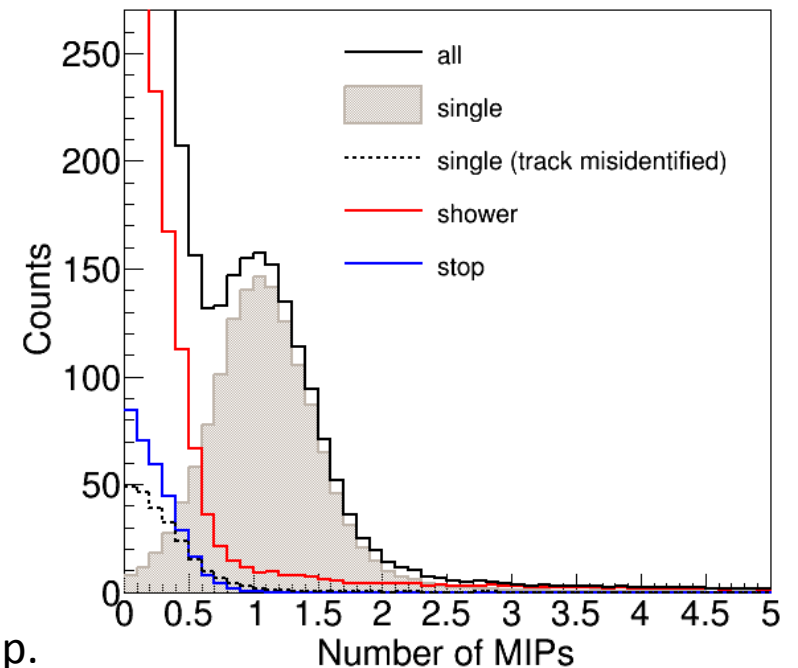 250
200
150
100
50
0
Counts
all
single
single (track misidentified)
shower
stop
0 0.5 1 1.5 2 2.5 3 3.5 4 4.5 5
Number of MIPs
p.